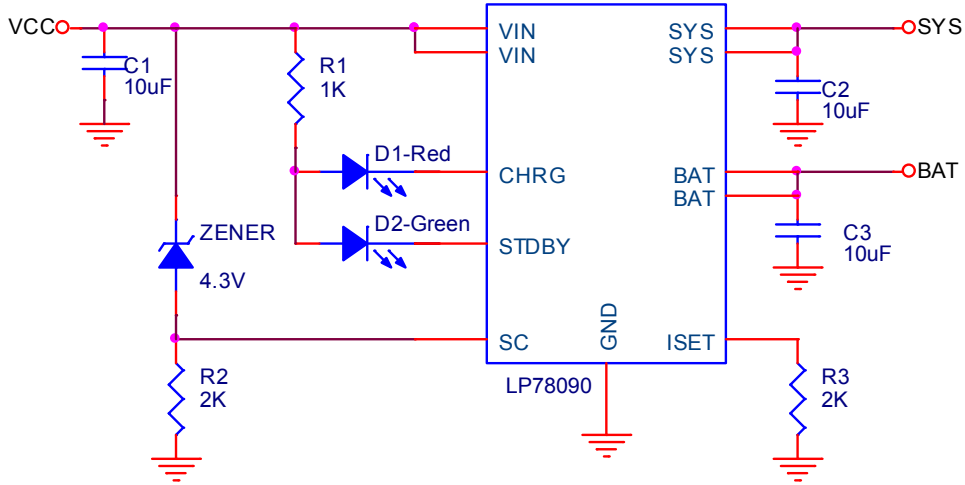 VCC
C1
10uF
R1
1K
VIN
VIN
SYS
SYS
SYS
C2
10uF
D1-Red
CHRG
BAT
BAT
BAT
D2-Green
STDBY
C3
10uF
ZENER
4.3V
SC
GND
ISET
LP78090
R2
2K
R3
2K